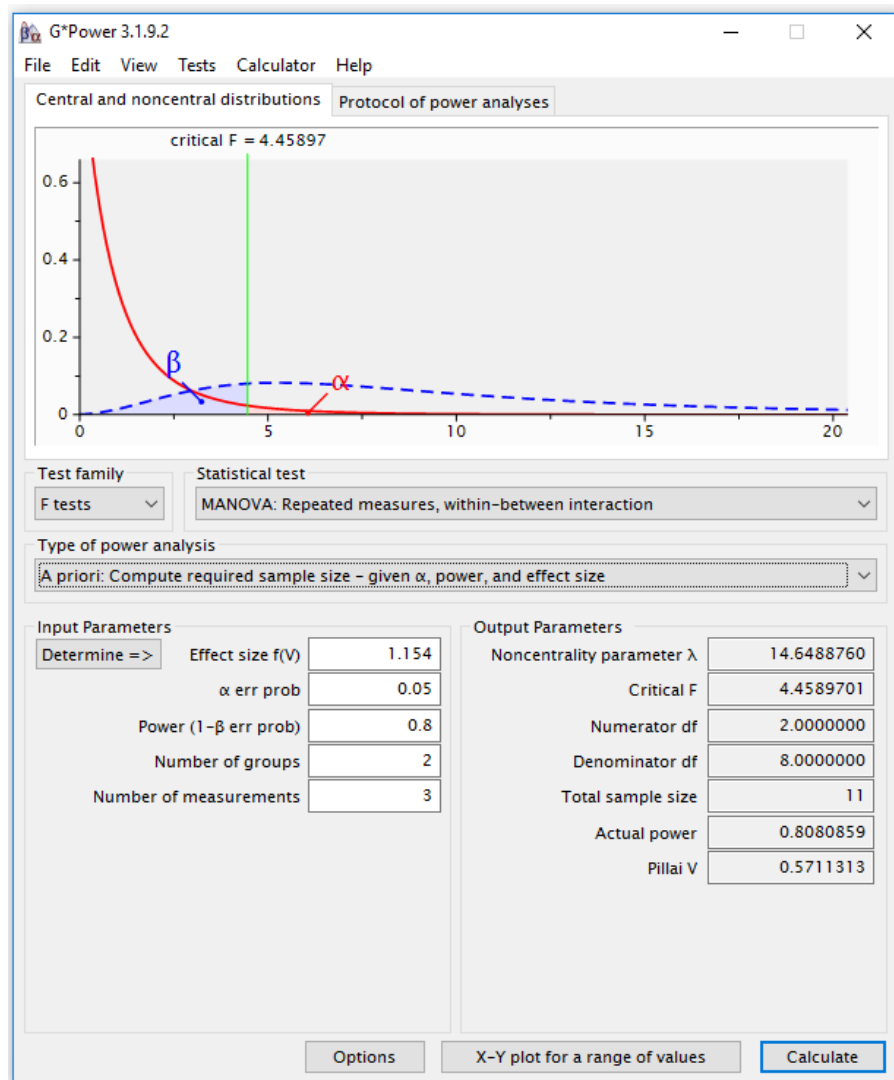 G*Power 3.1.9.2
File Edit View Tests Calculator Help
Central and noncentral distributions Protocol of power analyses
critical F = 4.45897
0.6
0.4
0.2
0
β
α
0 5 10 15 20
Test family Statistical test
F tests MANOVA: Repeated measures, within-between interaction
Type of power analysis
A priori: Compute required sample size - given α, power, and effect size
Input Parameters Output Parameters
Determine => Effect size f(V) 1.154 Noncentrality parameter λ 14.6488760
α err prob 0.05 Critical F 4.4589701
Power (1-β err prob) 0.8 Numerator df 2.0000000
Number of groups 2 Denominator df 8.0000000
Number of measurements 3 Total sample size 11
Actual power 0.8080859
Pillai V 0.5711313
Options X-Y plot for a range of values Calculate